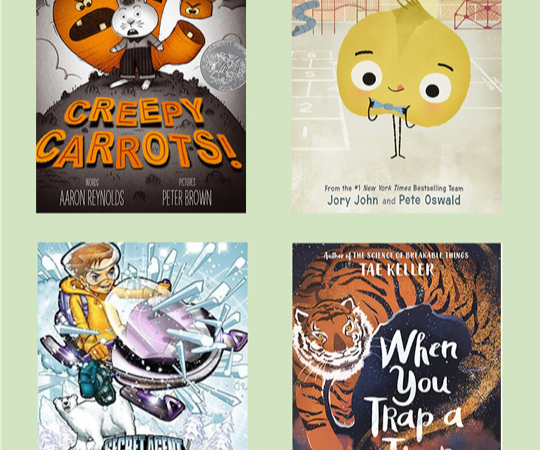 CREEPY
CARROTS!
WORDS
AARON REYNOLDS
PICTURES
PETER BROWN
From the #1 New York Times Bestselling Team
Jory John and Pete Oswald
SECRET AGENT
Author of THE SCIENCE OF BREAKABLE THINGS
TAE KELLER
When
You
Trap a